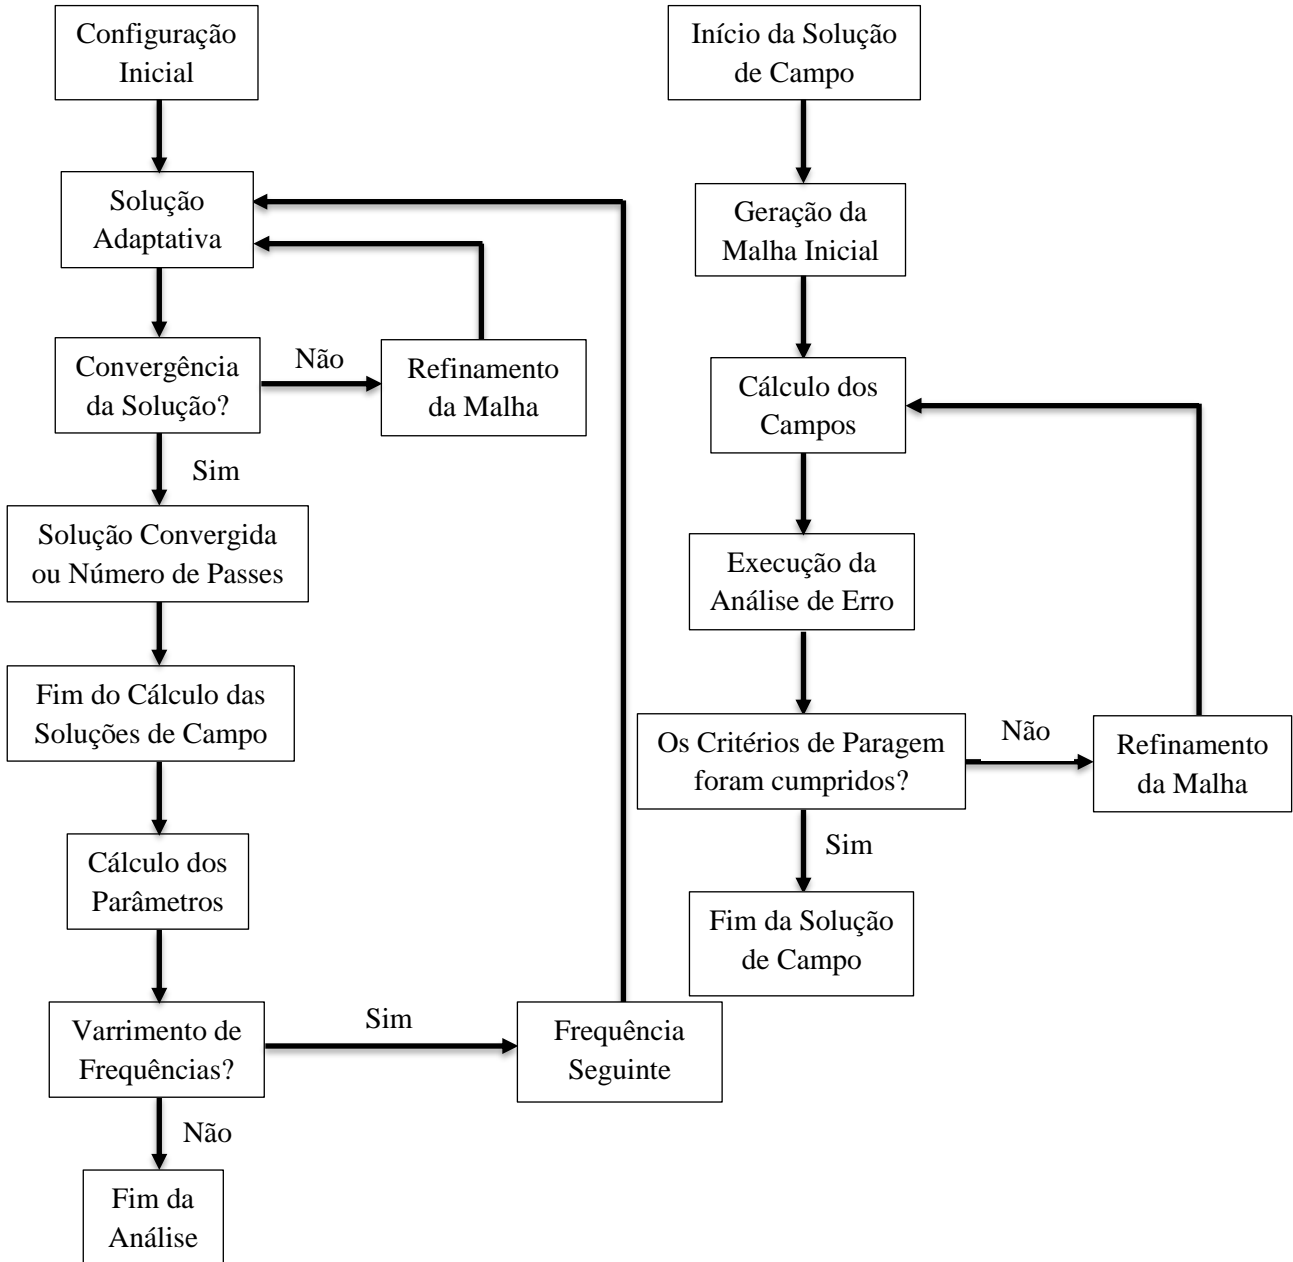 Configuração
Inicial
Solução
Adaptativa
Convergência
da Solução?
Não
Refinamento
da Malha
Sim
Solução Convergida
ou Número de Passes
Fim do Cálculo das
Soluções de Campo
Cálculo dos
Parâmetros
Varrimento de
Frequências?
Sim
Frequência
Seguinte
Não
Fim da
Análise
Início da Solução
de Campo
Geração da
Malha Inicial
Cálculo dos
Campos
Execução da
Análise de Erro
Os Critérios de Paragem
foram cumpridos?
Não
Refinamento
da Malha
Sim
Fim da Solução
de Campo